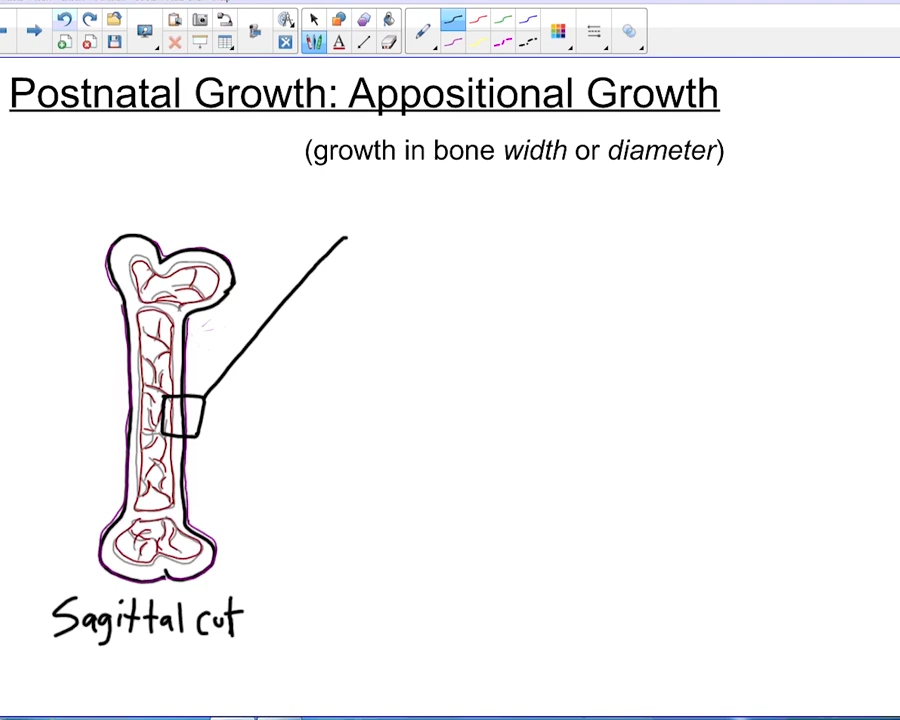 Postnatal Growth: Appositional Growth
(growth in bone width or diameter)
Sagittal cut